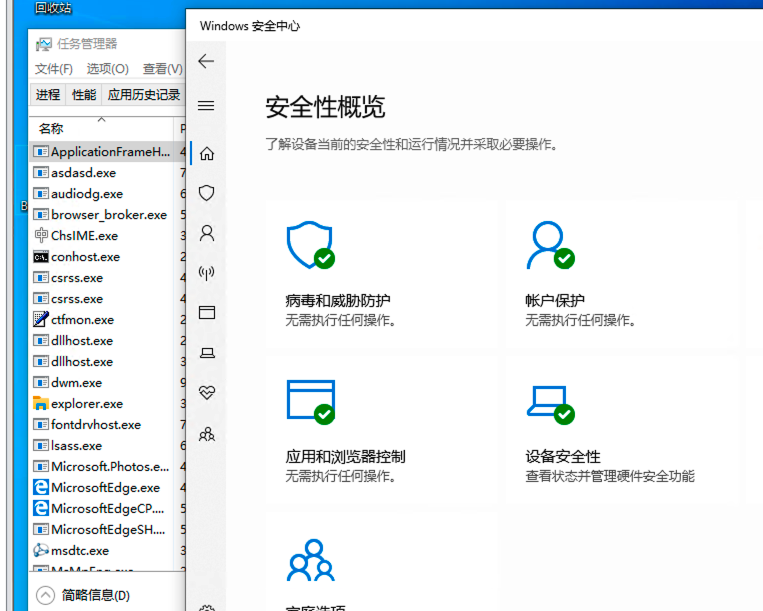 回收站
任务管理器
文件(F) 选项(O) 查看(V)
进程 性能 应用历史记录
名称
ApplicationFrameH...
asdasd.exe
audiodg.exe
browser_broker.exe
ChsIME.exe
conhost.exe
csrss.exe
csrss.exe
ctfmon.exe
dllhost.exe
dllhost.exe
dwm.exe
explorer.exe
fontdrvhost.exe
lsass.exe
Microsoft.Photos.e...
MicrosoftEdge.exe
MicrosoftEdgeCP....
MicrosoftEdgeSH....
msdtc.exe
MsMpEng.exe
简略信息(D)
Windows 安全中心
安全性概览
了解设备当前的安全性和运行情况并采取必要操作。
病毒和威胁防护
无需执行任何操作。
帐户保护
无需执行任何操作。
应用和浏览器控制
无需执行任何操作。
设备安全性
查看状态并管理硬件安全功能
家庭选项